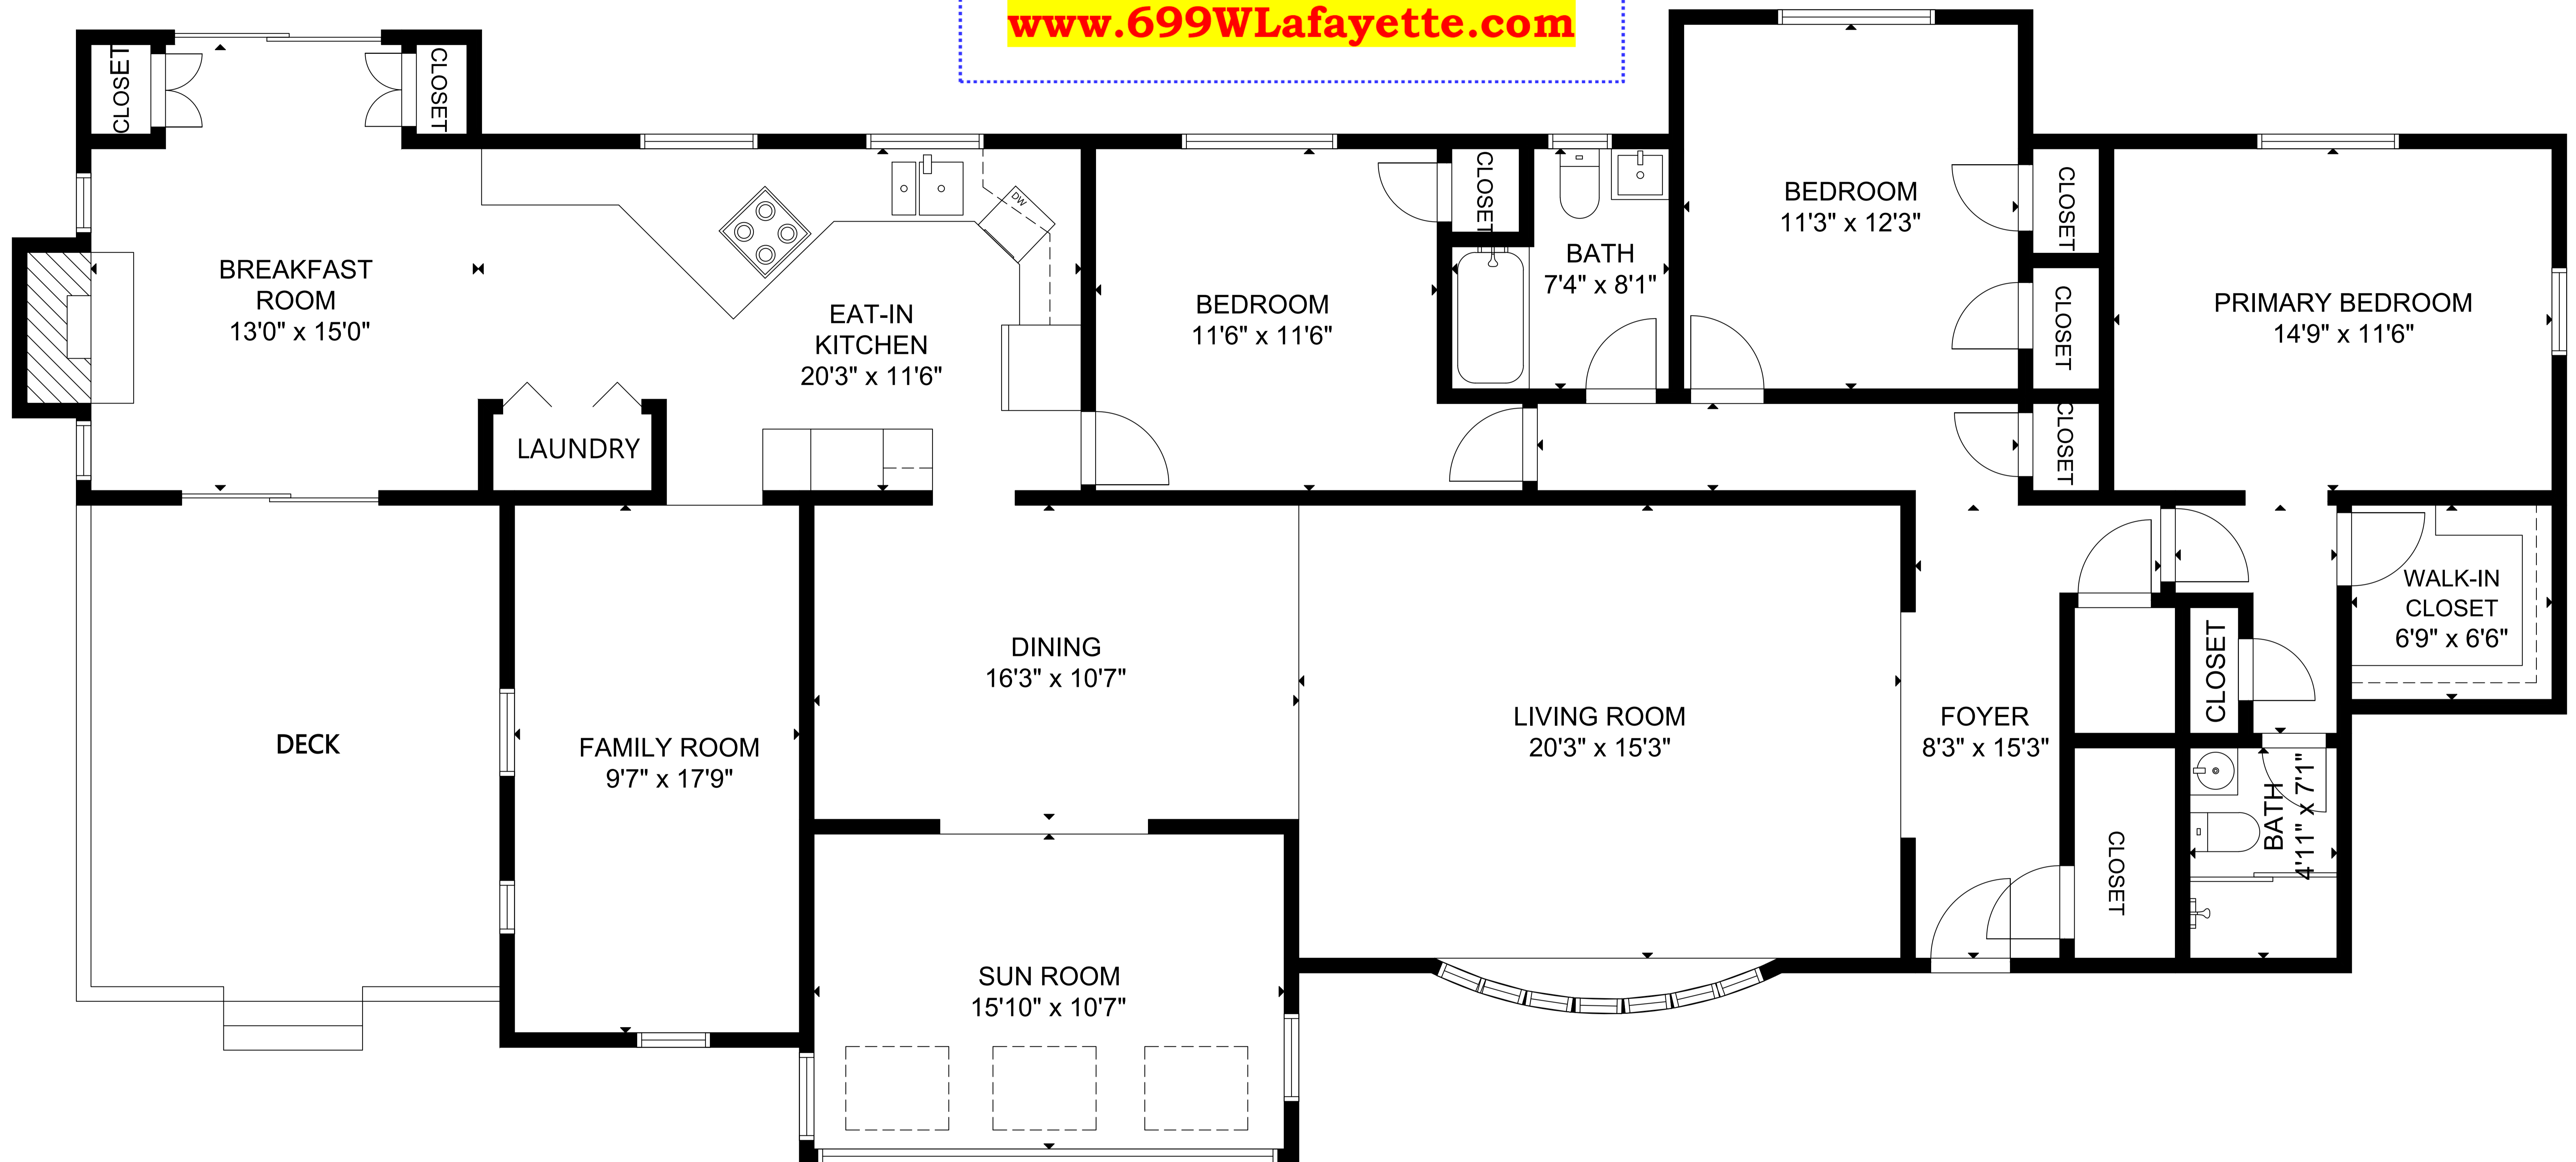 www.699WLafayette.com
CLOSET
CLOSET
BREAKFAST
ROOM
13'0" x 15'0"
DW
EAT-IN
KITCHEN
20'3" x 11'6"
LAUNDRY
BEDROOM
11'6" x 11'6"
CLOSET
BATH
7'4" x 8'1"
BEDROOM
11'3" x 12'3"
CLOSET
CLOSET
CLOSET
PRIMARY BEDROOM
14'9" x 11'6"
WALK-IN
CLOSET
6'9" x 6'6"
DECK
FAMILY ROOM
9'7" x 17'9"
DINING
16'3" x 10'7"
LIVING ROOM
20'3" x 15'3"
FOYER
8'3" x 15'3"
CLOSET
CLOSET
BATH
4'11" x 7'1"
SUN ROOM
15'10" x 10'7"